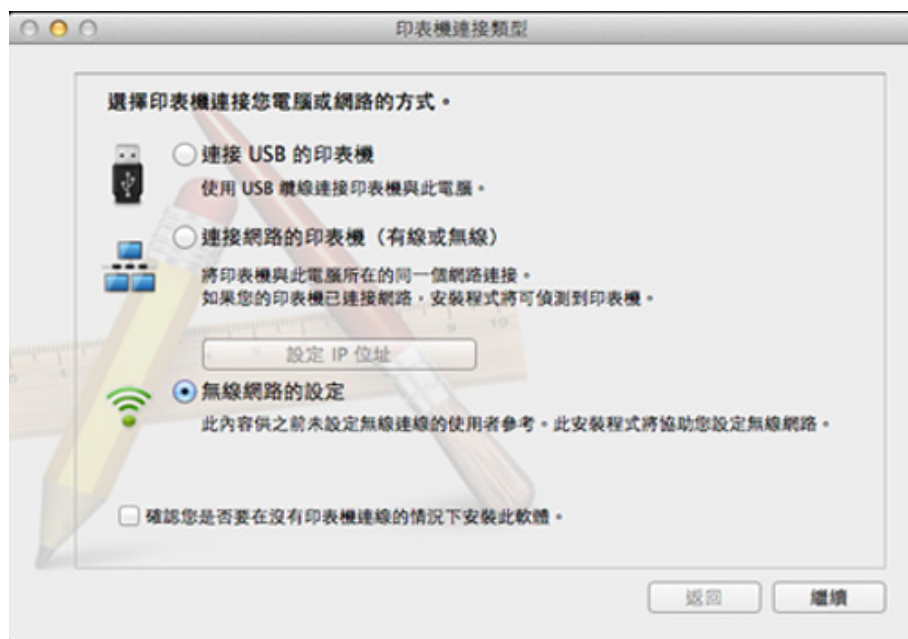 印表機連接類型
選擇印表機連接您電腦或網路的方式。
連接 USB 的印表機
使用 USB 纜線連接印表機與此電腦。
連接網路的印表機（有線或無線）
將印表機與此電腦所在的同一個網路連接。
如果您的印表機已連接網路，安裝程式將可偵測到印表機。
設定 IP 位址
無線網路的設定
此內容供之前未設定無線連線的使用者參考。此安裝程式將協助您設定無線網路。
確認您是否要在沒有印表機連線的情況下安裝此軟體。
返回
繼續